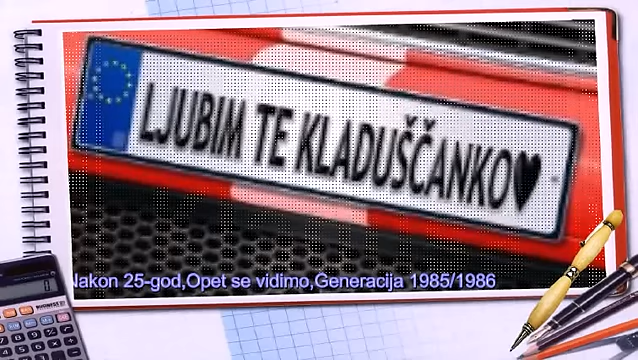 LJUBIM TE KLADUŠČANKO♥
Nakon 25-god,Opet se vidimo,Generacija 1985/1986